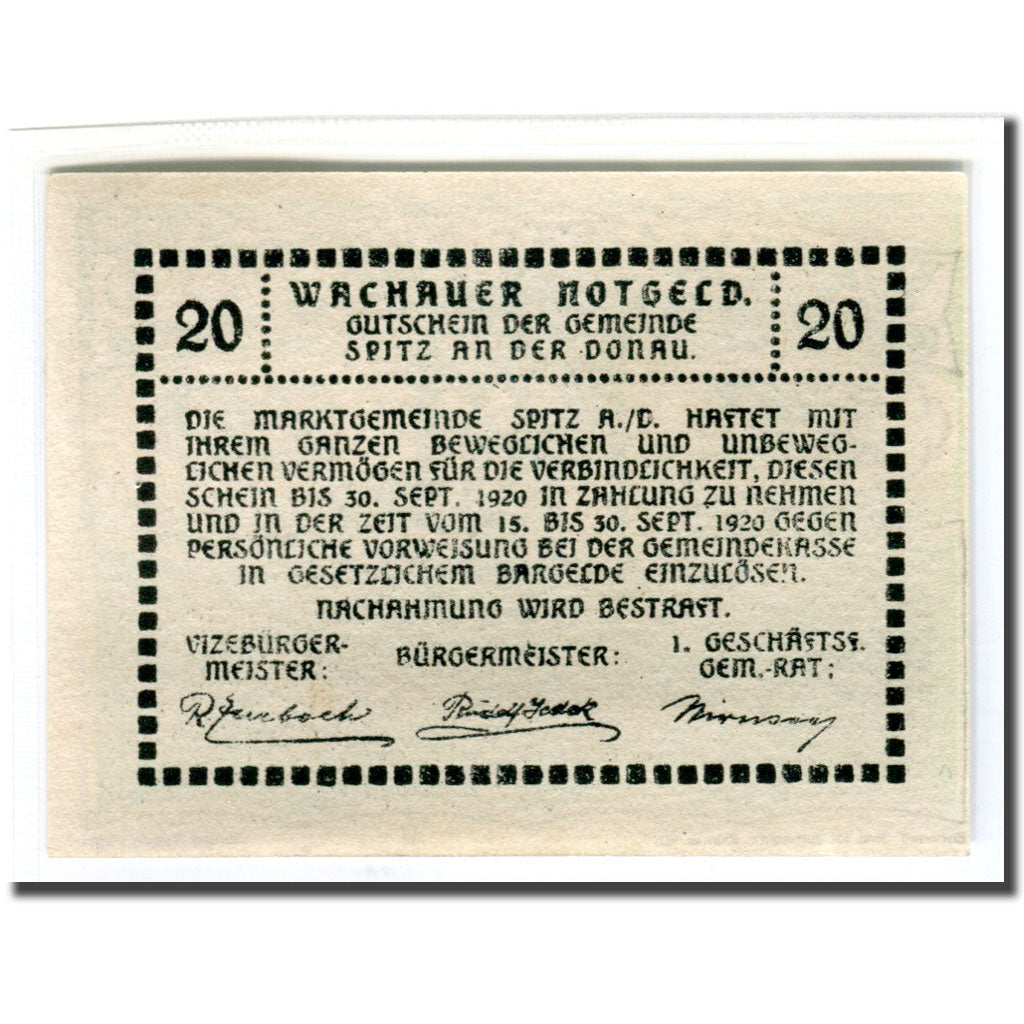 20 WACHAUER NOTGELD. 20
GUTSCHEIN DER GEMEINDE
SPITZ AN DER DONAU.
DIE MARKTGEMEINDE SPITZ A./D. HAFTET MIT
IHREM GANZEN BEWEGLICHEN UND UNBEWEG-
LICHEN VERMÖGEN FÜR DIE VERBINDLICHKEIT, DIESEN
SCHEIN BIS 30. SEPT. 1920 IN ZAHLUNG ZU NEHMEN
UND IN DER ZEIT VOM 15. BIS 30. SEPT. 1920 GEGEN
PERSÖNLICHE VORWEISUNG BEI DER GEMEINDEKASSE
IN GESETZLICHEM BARGELDE EINZULÖSEN.
NACHAHMUNG WIRD BESTRAFT.
VIZEBÜRGER-
MEISTER:
BÜRGERMEISTER:
1. GESCHÄFTSF.
GEM.-RAT:
R.
Rudolf